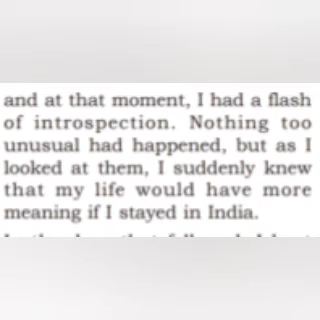 and at that moment, I had a flash
of introspection. Nothing too
unusual had happened, but as I
looked at them, I suddenly knew
that my life would have more
meaning if I stayed in India.